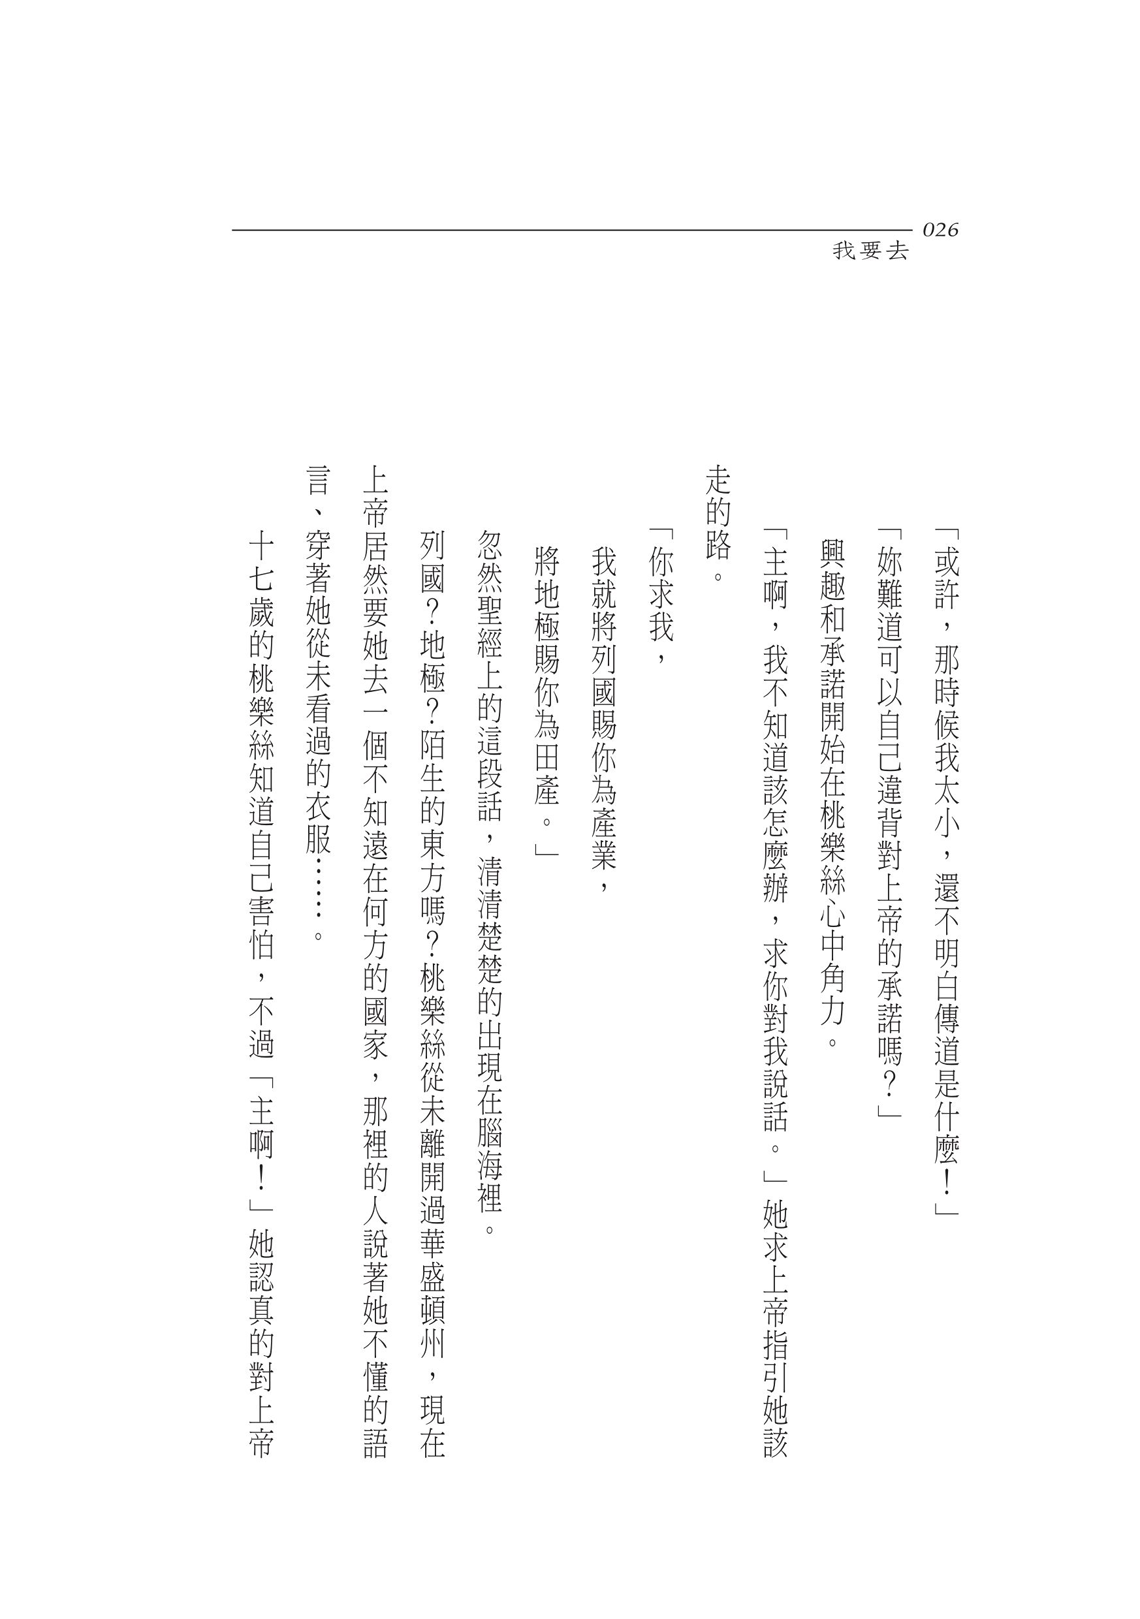 026
我要去
「或許，那時候我太小，還不明白傳道是什麼！」
「妳難道可以自己違背對上帝的承諾嗎？」
興趣和承諾開始在桃樂絲心中角力。
「主啊，我不知道該怎麼辦，求你對我說話。」她求上帝指引她該
走的路。
「你求我，
我就將列國賜你為產業，
將地極賜你為田產。」
忽然聖經上的這段話，清清楚楚的出現在腦海裡。
列國？地極？陌生的東方嗎？桃樂絲從未離開過華盛頓州，現在
上帝居然要她去一個不知遠在何方的國家，那裡的人說著她不懂的語
言、穿著她從未看過的衣服……。
十七歲的桃樂絲知道自己害怕，不過「主啊！」她認真的對上帝